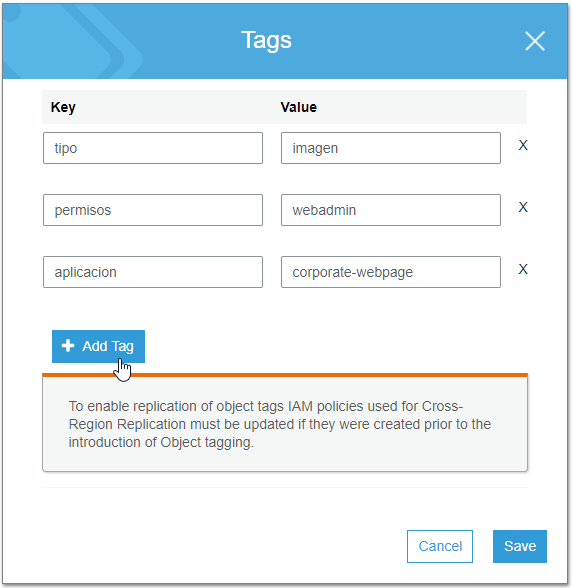 Tags
Key Value
tipo imagen X
permisos webadmin X
aplicacion corporate-webpage X
Add Tag
To enable replication of object tags IAM policies used for Cross-
Region Replication must be updated if they were created prior to the
introduction of Object tagging.
Cancel Save